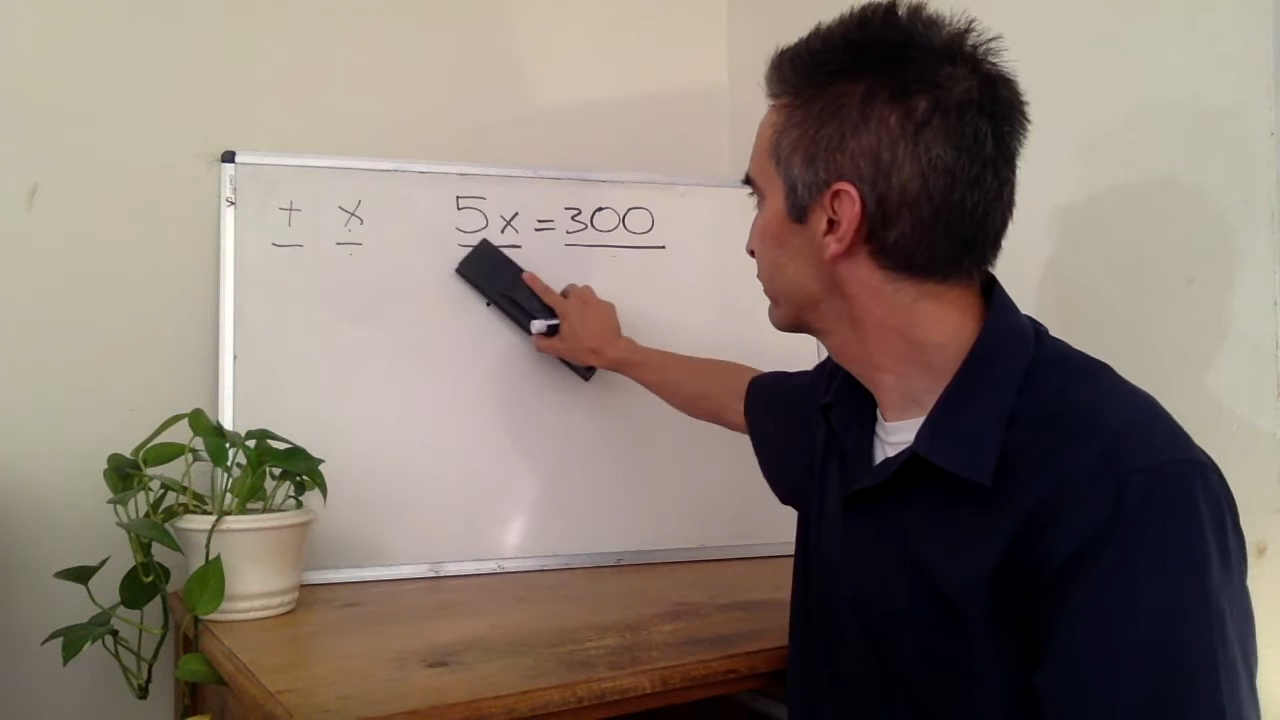 + x 5x = 300